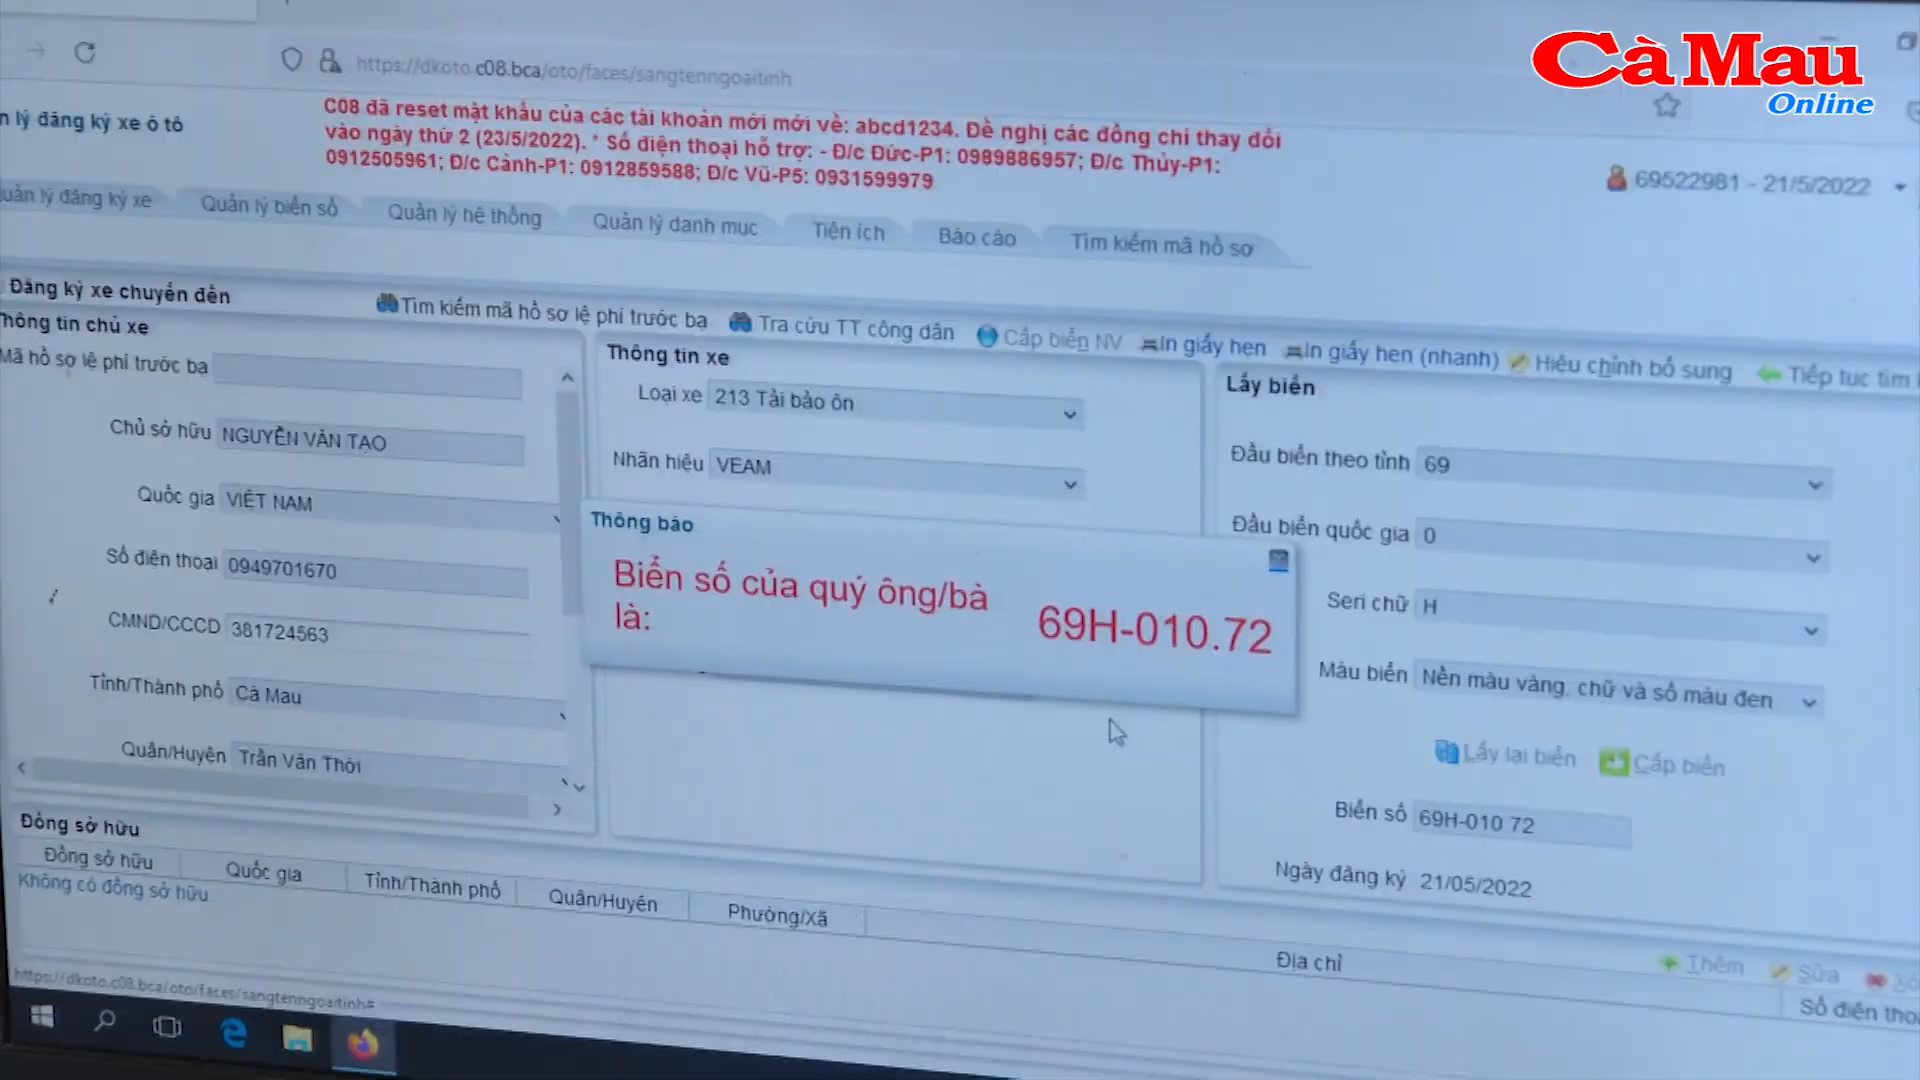 Cà Mau
Online
https://dkoto.c08.bca/oto/faces/sangtenngoaitinh
n lý đăng ký xe ô tô
C08 đã reset mật khẩu của các tài khoản mới mới về: abcd1234. Đề nghị các đồng chí thay đổi
vào ngày thứ 2 (23/5/2022). * Số điện thoại hỗ trợ: - Đ/c Đức-P1: 0989886957; Đ/c Thủy-P1:
0912505961; Đ/c Cảnh-P1: 0912859588; Đ/c Vũ-P5: 0931599979
69522981 - 21/5/2022
uản lý đăng ký xe Quản lý biển số Quản lý hệ thống Quản lý danh mục Tiện ích Báo cáo Tìm kiếm mã hồ sơ
Đăng ký xe chuyển đến
Tìm kiếm mã hồ sơ lệ phí trước bạ Tra cứu TT công dân Cấp biển NV In giấy hẹn In giấy hẹn (nhanh) Hiệu chỉnh bổ sung Tiếp tục tìm
Thông tin chủ xe
Mã hồ sơ lệ phí trước bạ
Chủ sở hữu NGUYỄN VĂN TẠO
Quốc gia VIỆT NAM
Số điện thoại 0949701670
CMND/CCCD 381724563
Tỉnh/Thành phố Cà Mau
Quận/Huyện Trần Văn Thời
Thông tin xe
Loại xe 213 Tải bảo ôn
Nhãn hiệu VEAM
Thông báo
Biển số của quý ông/bà
là:
69H-010.72
Lấy biển
Đầu biển theo tỉnh 69
Đầu biển quốc gia 0
Seri chữ H
Màu biển Nền màu vàng, chữ và số màu đen
Lấy lại biển Cấp biển
Biển số 69H-010 72
Ngày đăng ký 21/05/2022
Đồng sở hữu
Đồng sở hữu Quốc gia Tỉnh/Thành phố Quận/Huyện Phường/Xã Địa chỉ Số điện tho
Không có đồng sở hữu
Thêm Sửa
https://dkoto.c08.bca/oto/faces/sangtenngoaitinh#